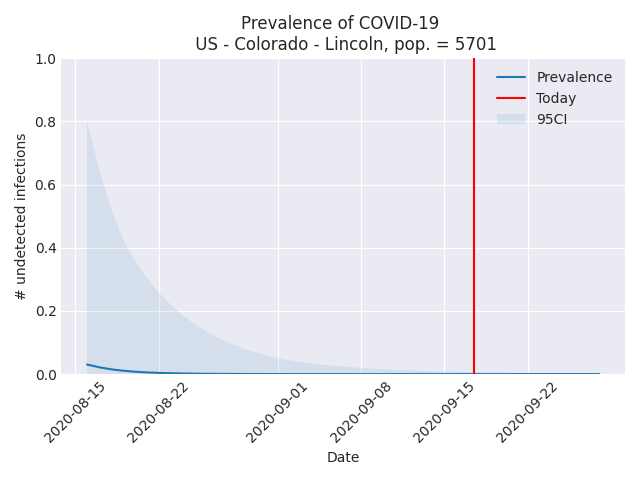 Prevalence of COVID-19
US - Colorado - Lincoln, pop. = 5701
Prevalence
Today
95CI
# undetected infections
1.0
0.8
0.6
0.4
0.2
0.0
2020-08-15
2020-08-22
2020-09-01
2020-09-08
2020-09-15
2020-09-22
Date